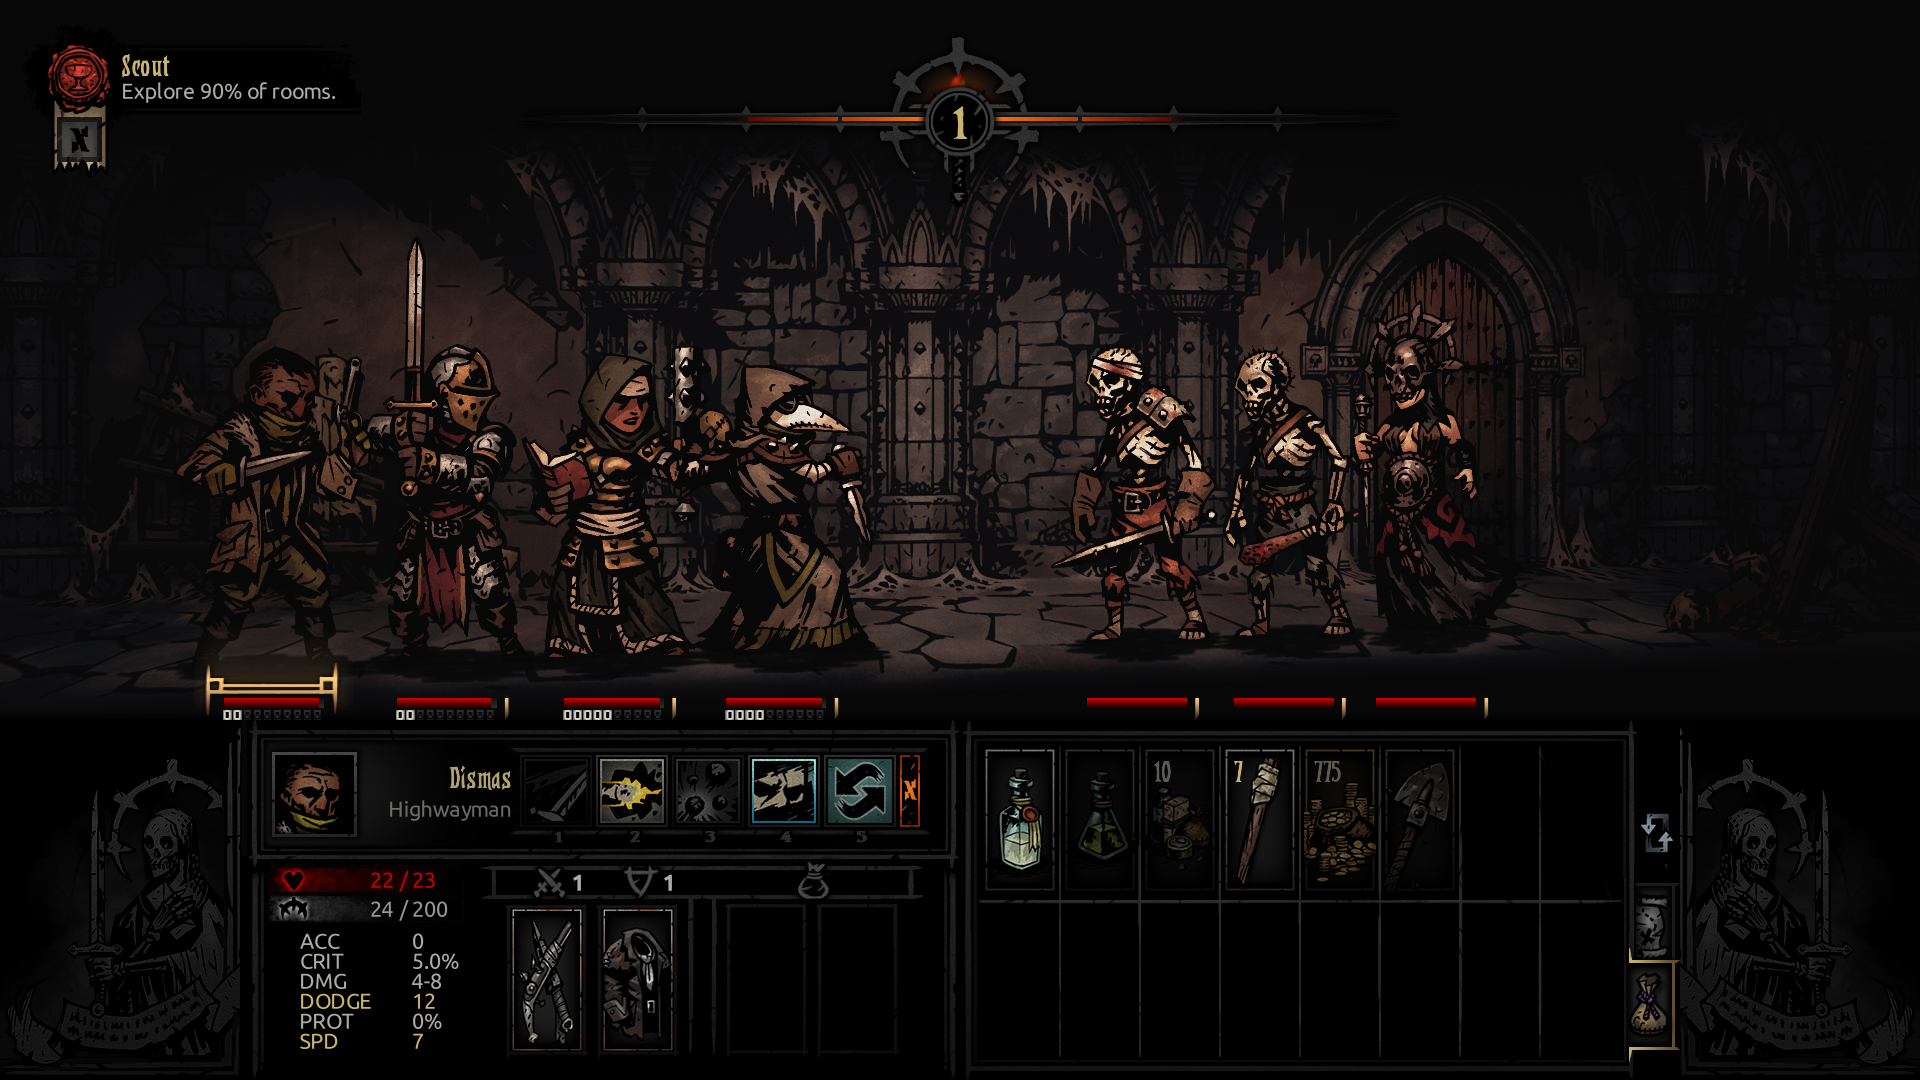 Scout
Explore 90% of rooms.
1
Dismas
Highwayman
1 2 3 4 5
22 / 23
24 / 200
1 1
ACC 0
CRIT 5.0%
DMG 4-8
DODGE 12
PROT 0%
SPD 7
10 7 775